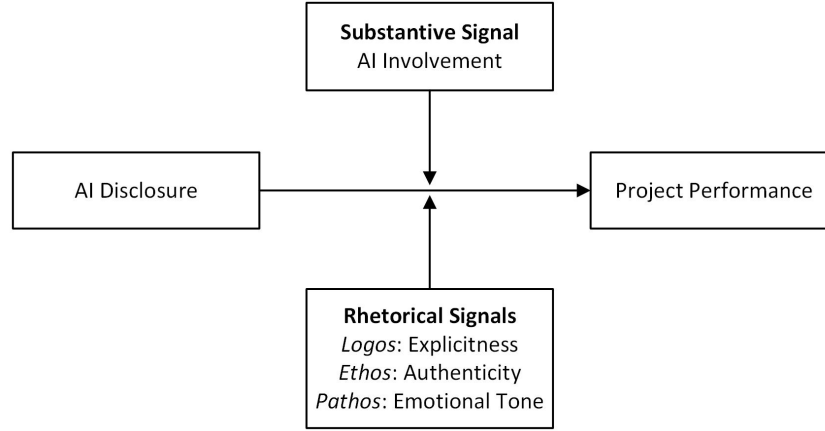 Substantive Signal
AI Involvement
AI Disclosure
Project Performance
Rhetorical Signals
Logos: Explicitness
Ethos: Authenticity
Pathos: Emotional Tone